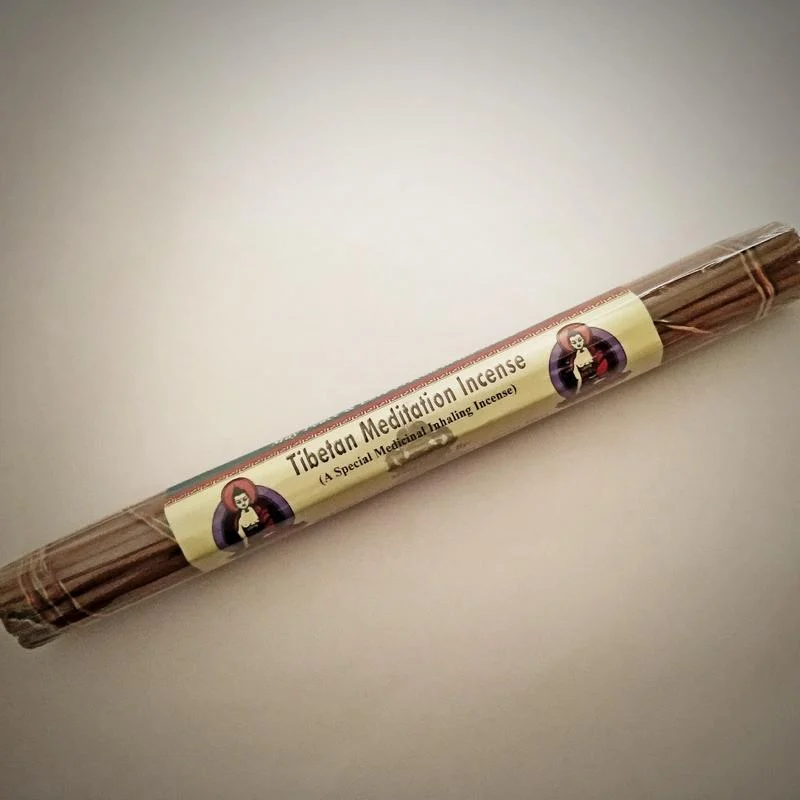 Tibetan Meditation Incense
(A Special Medicinal Inhaling Incense)